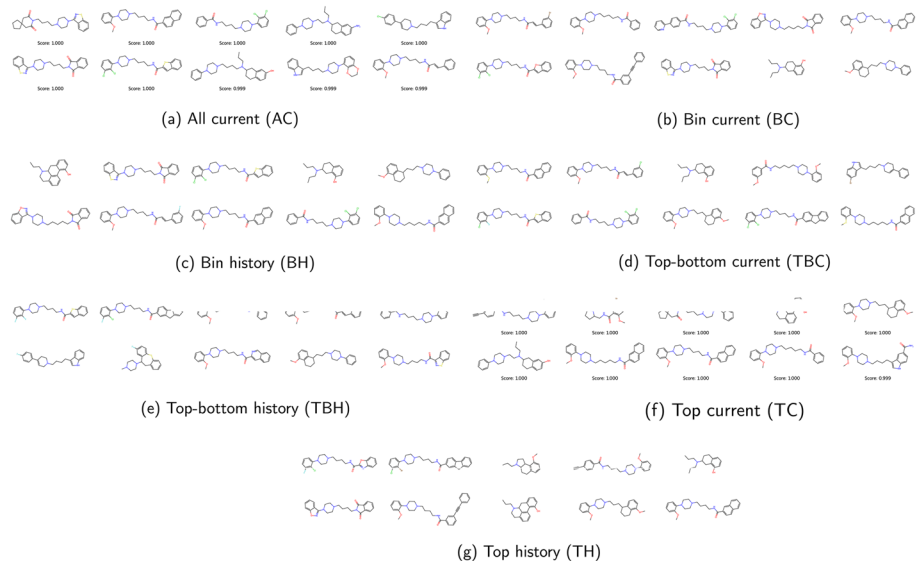 Score: 1.000 Score: 1.000 Score: 1.000 Score: 1.000 Score: 1.000
Score: 1.000 Score: 1.000 Score: 0.999 Score: 0.999 Score: 0.999
(a) All current (AC)
(b) Bin current (BC)
(c) Bin history (BH)
(d) Top-bottom current (TBC)
(e) Top-bottom history (TBH)
Score: 1.000 Score: 1.000 Score: 1.000 Score: 1.000 Score: 1.000
Score: 1.000 Score: 1.000 Score: 1.000 Score: 1.000 Score: 0.999
(f) Top current (TC)
(g) Top history (TH)